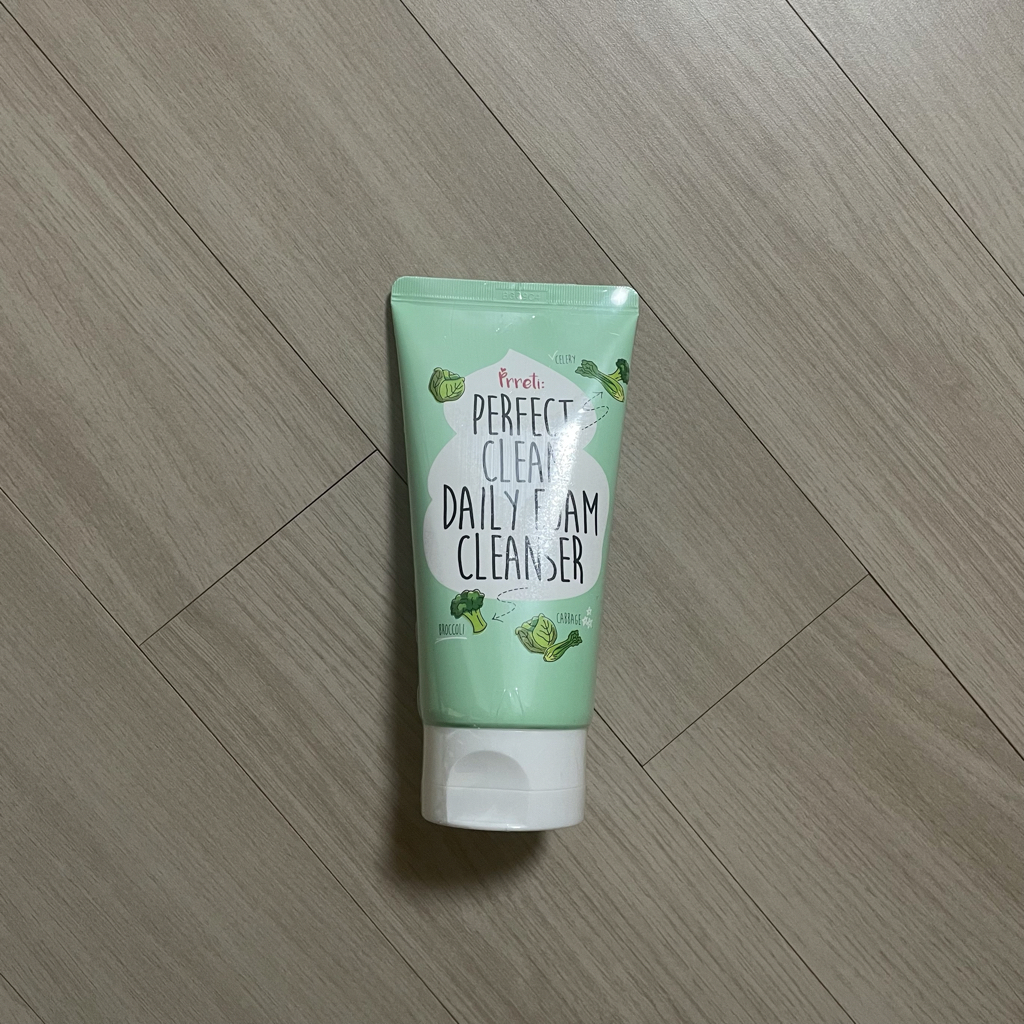 CELERY
Prreti:
PERFECT
CLEAN
DAILY FOAM
CLEANSER
BROCCOLI
CABBAGE